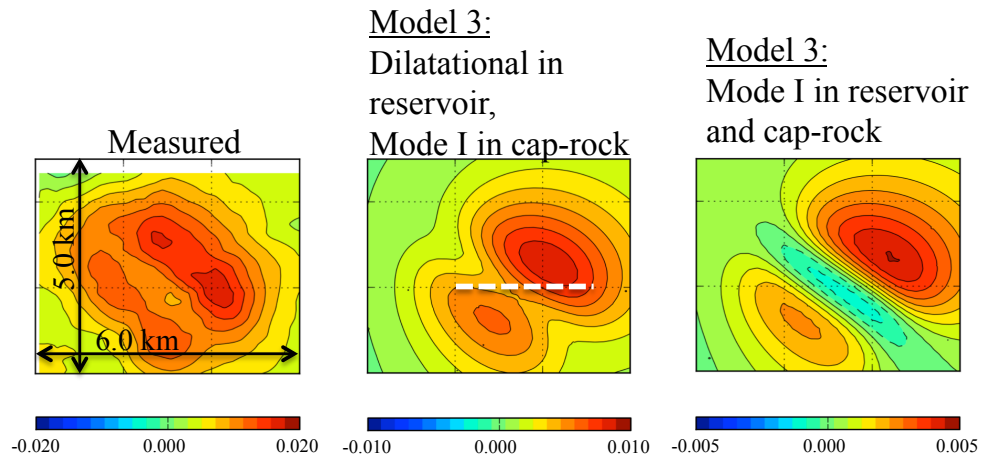 Measured
5.0 km
6.0 km
-0.020 0.000 0.020
Model 3:
Dilatational in
reservoir,
Mode I in cap-rock
-0.010 0.000 0.010
Model 3:
Mode I in reservoir
and cap-rock
-0.005 0.000 0.005